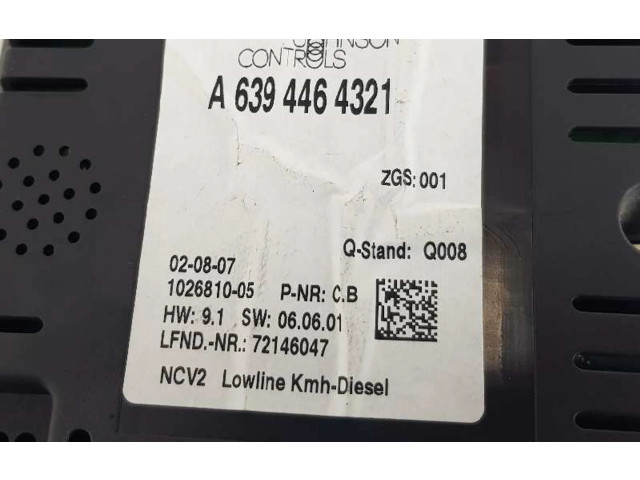 JOHNSON
CONTROLS
A 639 446 4321
ZGS: 001
Q-Stand: Q008
02-08-07
1026810-05 P-NR: C.B
HW: 9.1 SW: 06.06.01
LFND.-NR.: 72146047
NCV2 Lowline Kmh-Diesel